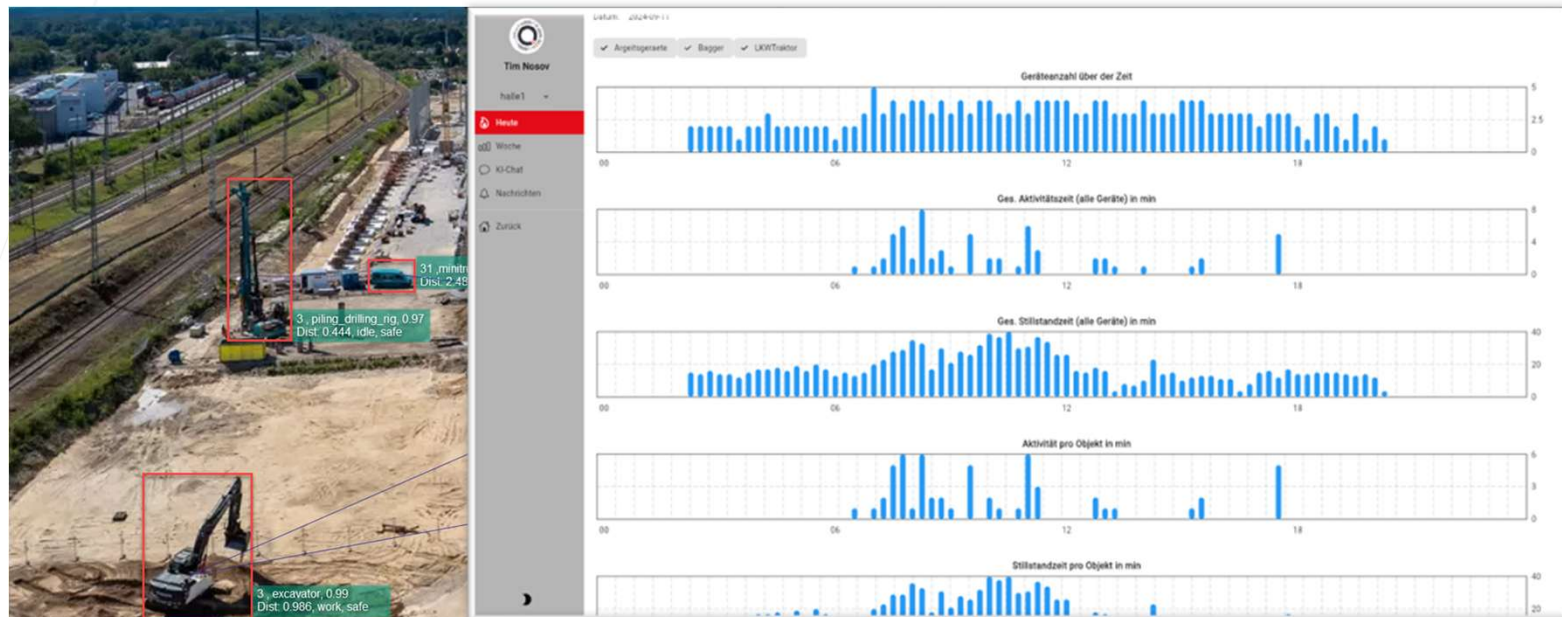 31 ,minitr
Dist: 2.48
3 , piling_drilling_rig, 0.97
Dist: 0.444, idle, safe
3 , excavator, 0.99
Dist: 0.986, work, safe
Tim Nosov
halle1
Heute
Woche
KI-Chat
Nachrichten
Zurück
Datum: 2024-09-11
Argeitsgeraete Bagger LKWTraktor
Geräteanzahl über der Zeit
5
2.5
0
00 06 12 18
Ges. Aktivitätszeit (alle Geräte) in min
8
4
0
00 06 12 18
Ges. Stillstandzeit (alle Geräte) in min
40
20
0
00 06 12 18
Aktivität pro Objekt in min
6
3
0
00 06 12 18
Stillstandzeit pro Objekt in min
40
20